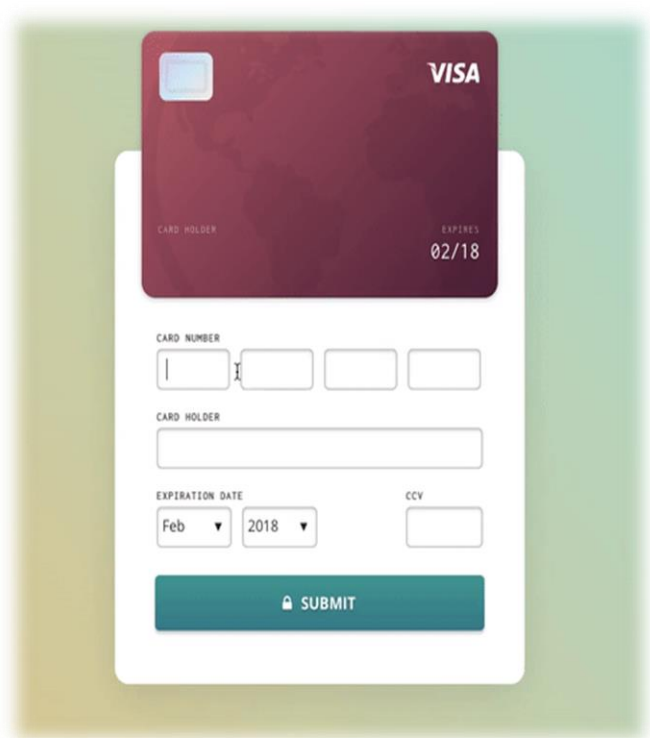 VISA
CARD HOLDER
EXPIRES
02/18
CARD NUMBER
CARD HOLDER
EXPIRATION DATE
CCV
Feb
2018
SUBMIT